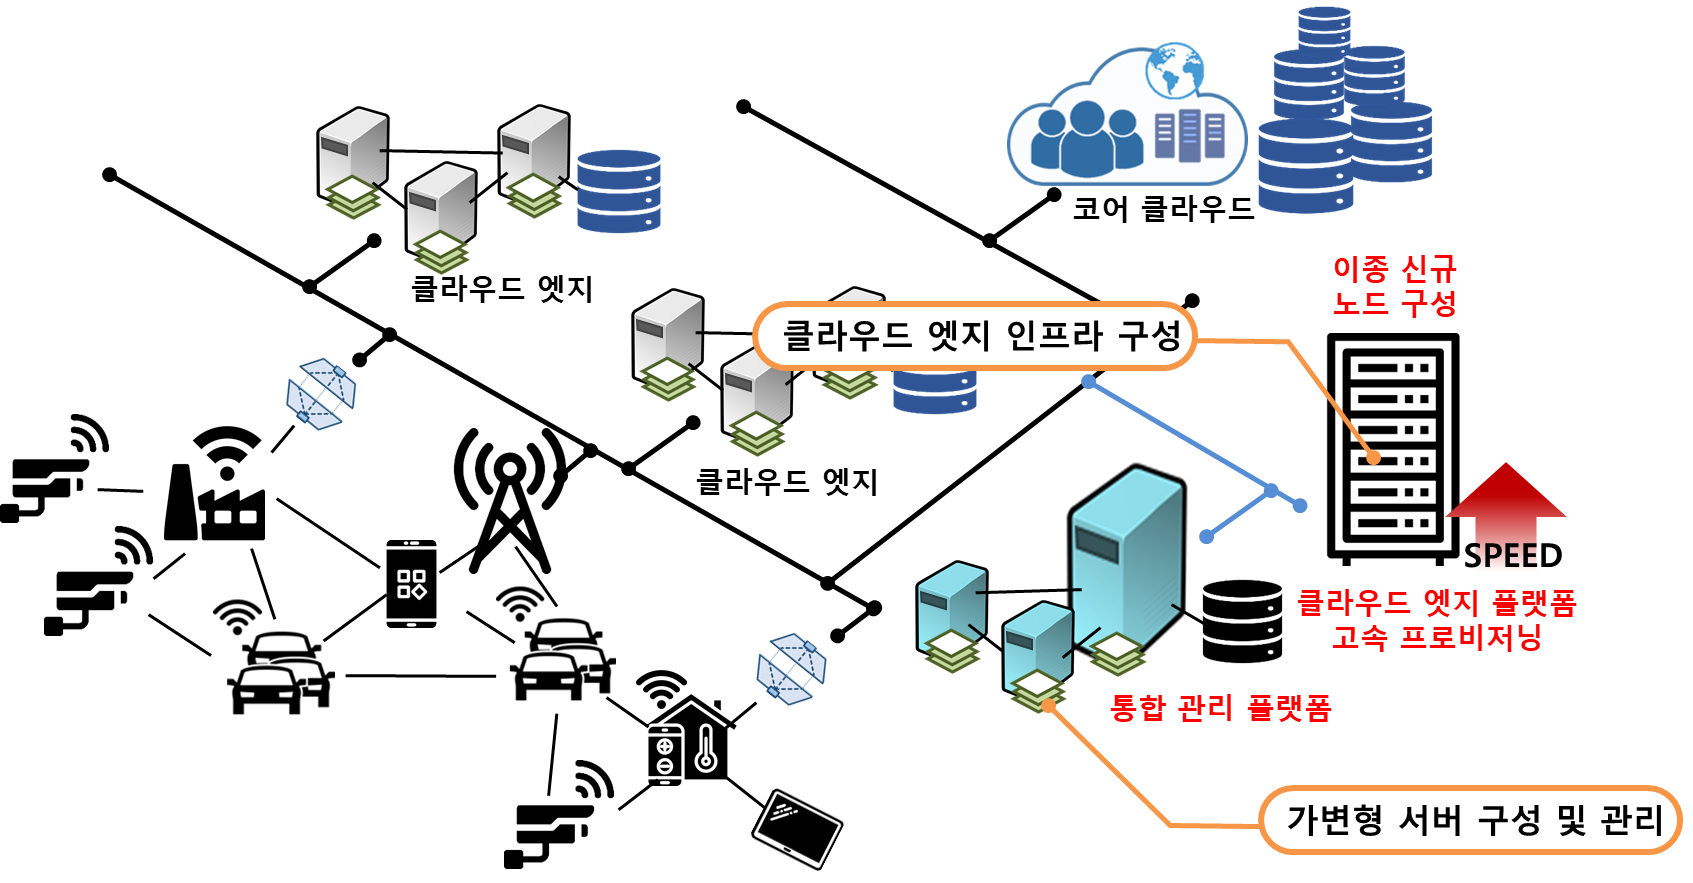 코어 클라우드
이종 신규
노드 구성
클라우드 엣지
클라우드 엣지 인프라 구성
클라우드 엣지
SPEED
클라우드 엣지 플랫폼
고속 프로비저닝
통합 관리 플랫폼
가변형 서버 구성 및 관리